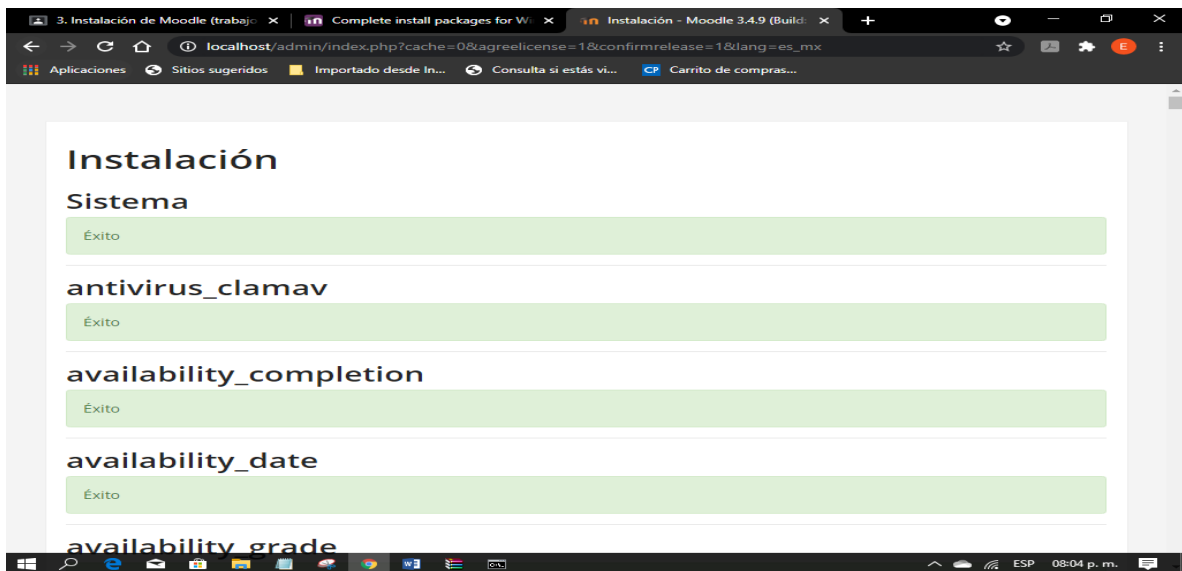 3. Instalación de Moodle (trabajo
Complete install packages for Wi
Instalación - Moodle 3.4.9 (Build:
localhost/admin/index.php?cache=0&agreelicense=1&confirmrelease=1&lang=es_mx
E
Aplicaciones
Sitios sugeridos
Importado desde In...
Consulta si estás vi...
CP Carrito de compras...
Instalación
Sistema
Éxito
antivirus_clamav
Éxito
availability_completion
Éxito
availability_date
Éxito
availability_grade
ESP
08:04 p. m.